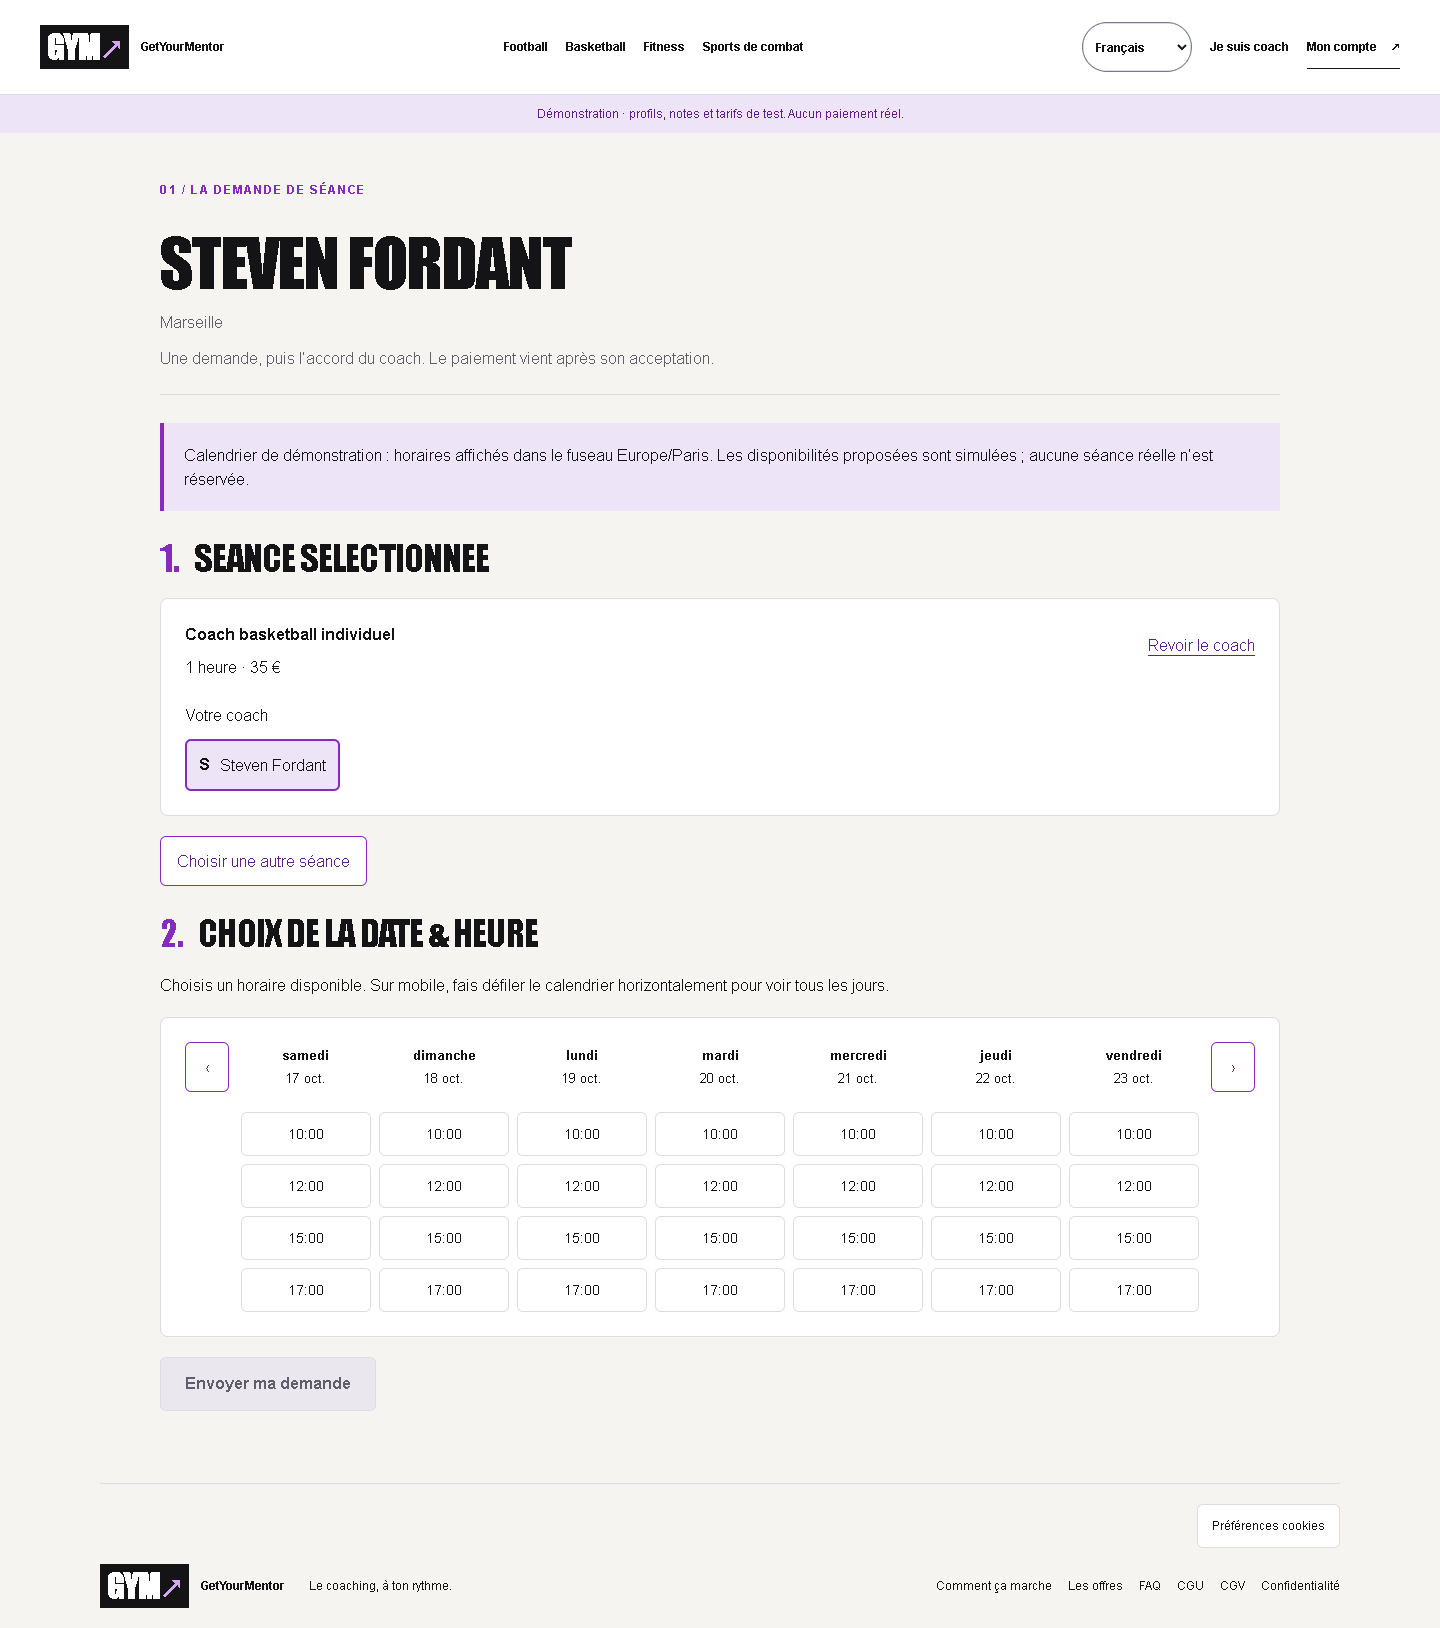 GYM↗ GetYourMentor Football Basketball Fitness Sports de combat Français Je suis coach Mon compte ↗
Démonstration · profils, notes et tarifs de test. Aucun paiement réel.
01 / LA DEMANDE DE SÉANCE
STEVEN FORDANT
Marseille
Une demande, puis l'accord du coach. Le paiement vient après son acceptation.
Calendrier de démonstration : horaires affichés dans le fuseau Europe/Paris. Les disponibilités proposées sont simulées ; aucune séance réelle n'est
réservée.
1. SEANCE SELECTIONNEE
Coach basketball individuel
Revoir le coach
1 heure · 35 €
Votre coach
S Steven Fordant
Choisir une autre séance
2. CHOIX DE LA DATE & HEURE
Choisis un horaire disponible. Sur mobile, fais défiler le calendrier horizontalement pour voir tous les jours.
‹ samedi dimanche lundi mardi mercredi jeudi vendredi ›
17 oct. 18 oct. 19 oct. 20 oct. 21 oct. 22 oct. 23 oct.
10:00 10:00 10:00 10:00 10:00 10:00 10:00
12:00 12:00 12:00 12:00 12:00 12:00 12:00
15:00 15:00 15:00 15:00 15:00 15:00 15:00
17:00 17:00 17:00 17:00 17:00 17:00 17:00
Envoyer ma demande
Préférences cookies
GYM↗ GetYourMentor Le coaching, à ton rythme. Comment ça marche Les offres FAQ CGU CGV Confidentialité